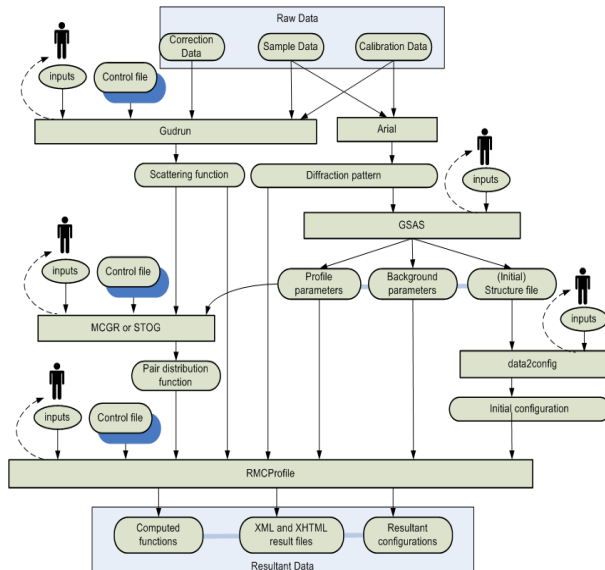 Raw Data
Correction
Data
Sample Data
Calibration Data
inputs
Control file
Gudrun
Arial
Scattering function
Diffraction pattern
inputs
GSAS
inputs
Control file
Profile
parameters
Background
parameters
(Initial)
Structure file
inputs
MCGR or STOG
data2config
Pair distribution
function
Initial configuration
inputs
Control file
RMCProfile
Computed
functions
XML and XHTML
result files
Resultant
configurations
Resultant Data